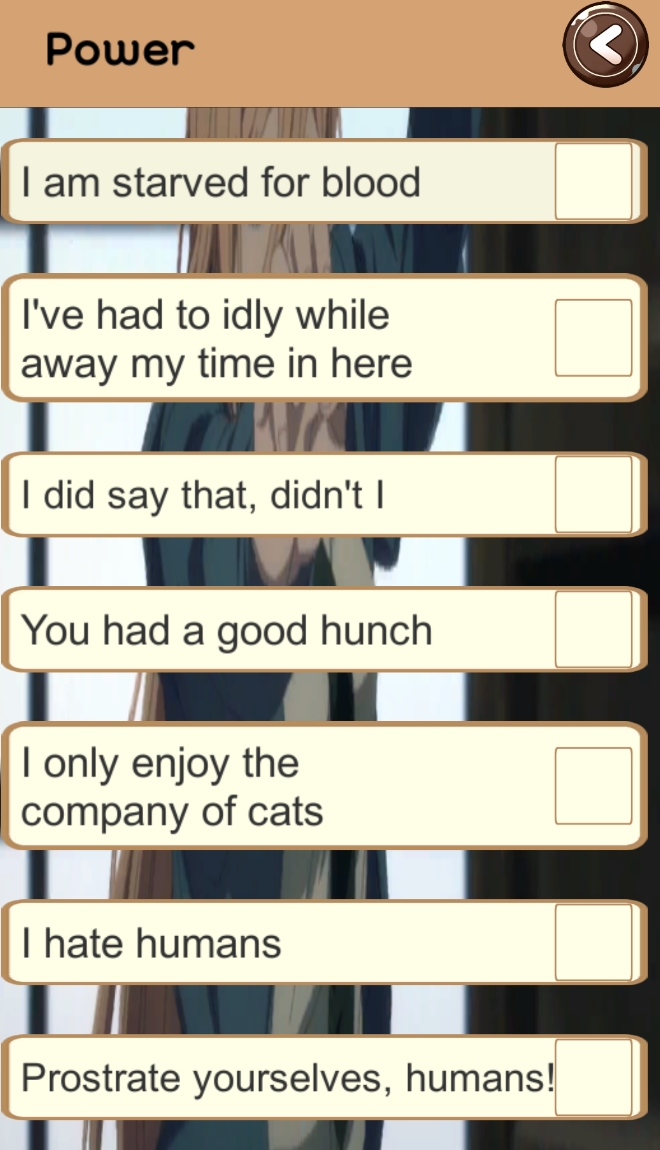 Power
I am starved for blood
I've had to idly while
away my time in here
I did say that, didn't I
You had a good hunch
I only enjoy the
company of cats
I hate humans
Prostrate yourselves, humans!